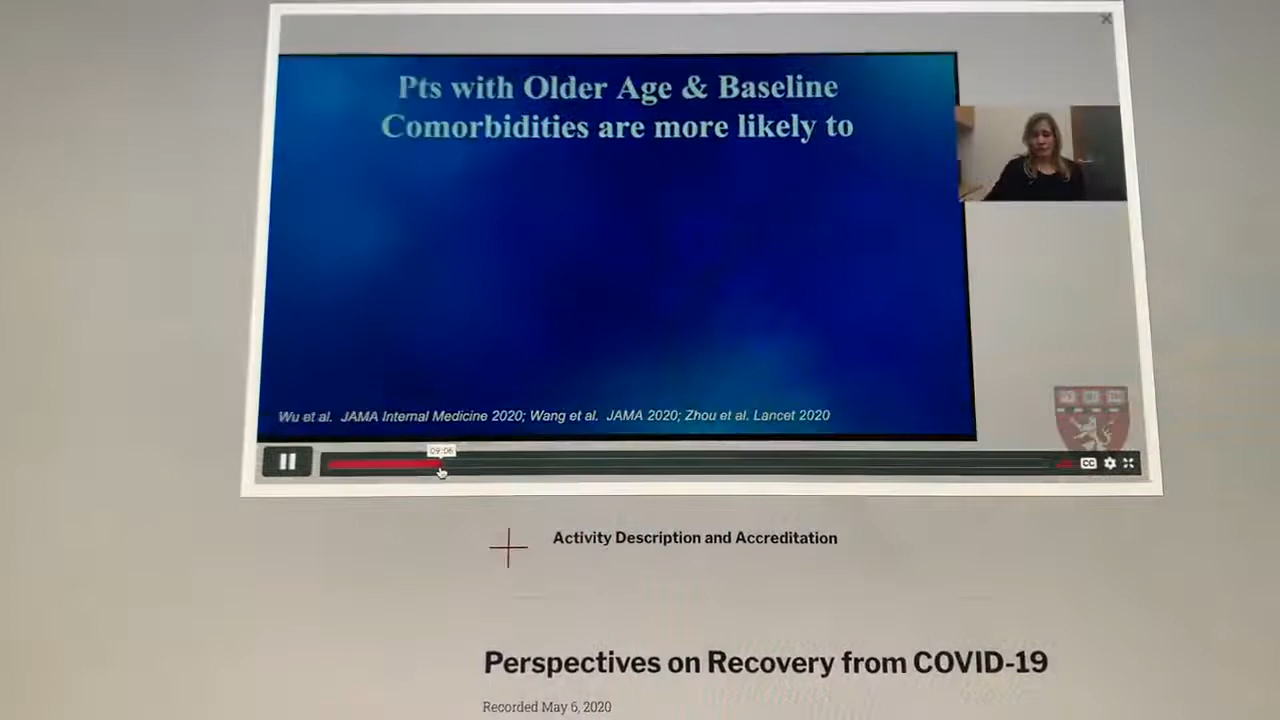 Pts with Older Age & Baseline
Comorbidities are more likely to
Wu et al. JAMA Internal Medicine 2020; Wang et al. JAMA 2020; Zhou et al. Lancet 2020
09:06
CC
Activity Description and Accreditation
Perspectives on Recovery from COVID-19
Recorded May 6, 2020